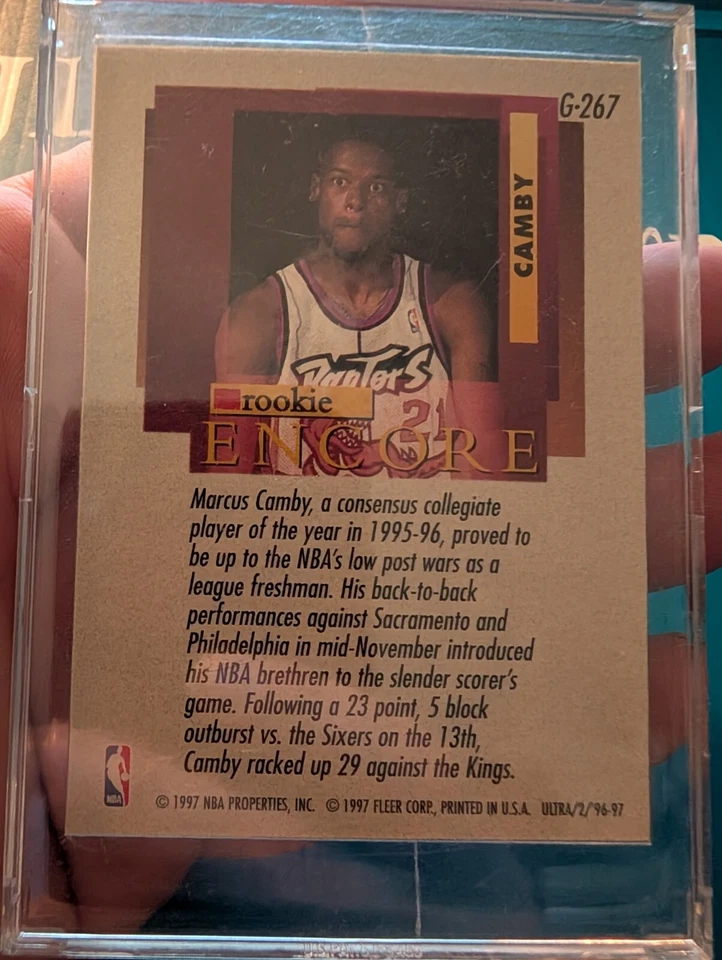 G•267
CAMBY
RAPTORS
21
rookie
ENCORE
Marcus Camby, a consensus collegiate
player of the year in 1995-96, proved to
be up to the NBA's low post wars as a
league freshman. His back-to-back
performances against Sacramento and
Philadelphia in mid-November introduced
his NBA brethren to the slender scorer's
game. Following a 23 point, 5 block
outburst vs. the Sixers on the 13th,
Camby racked up 29 against the Kings.
NBA
© 1997 NBA PROPERTIES, INC. © 1997 FLEER CORP., PRINTED IN U.S.A. ULTRA/2/'96-97